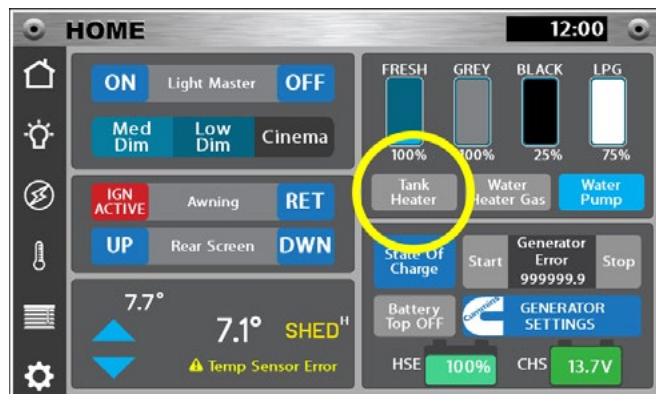 HOME
12:00
ON Light Master OFF
Med Dim
Low Dim
Cinema
IGN ACTIVE
Awning
RET
UP Rear Screen DWN
7.7°
7.1° SHED H
Temp Sensor Error
FRESH GREY BLACK LPG
100% 100% 25% 75%
Tank Heater
Water Heater Gas
Water Pump
State Of Charge
Start
Generator Error 999999.9
Stop
Battery Top OFF
Cummins
GENERATOR SETTINGS
HSE 100% CHS 13.7V